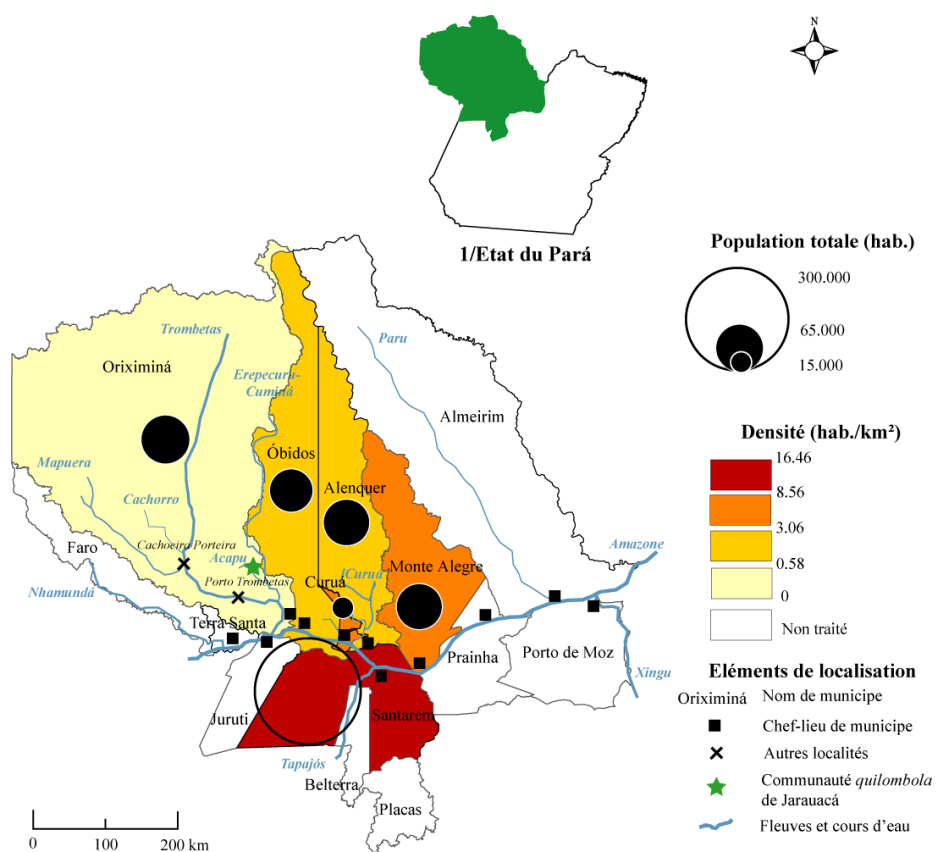 N
1/Etat du Pará
Population totale (hab.)
300.000
65.000
15.000
Trombetas
Paru
Oriximiná
Erepecuru-
Cuminá
Almeirim
Densité (hab./km²)
16.46
8.56
3.06
0.58
0
Non traité
Óbidos
Mapuera
Alenquer
Cachorro
Cachoeira Porteira
Faro
Acapu
Amazone
Monte Alegre
Porto Trombetas
Curuá
Curuá
Nhamundá
Terra Santa
Prainha
Porto de Moz
Xingu
Eléments de localisation
Oriximiná
Nom de municipe
Juruti
Santarém
Chef-lieu de municipe
Autres localités
Tapajós
Belterra
Communauté quilombola
de Jarauacá
Placas
Fleuves et cours d'eau
0 100 200 km